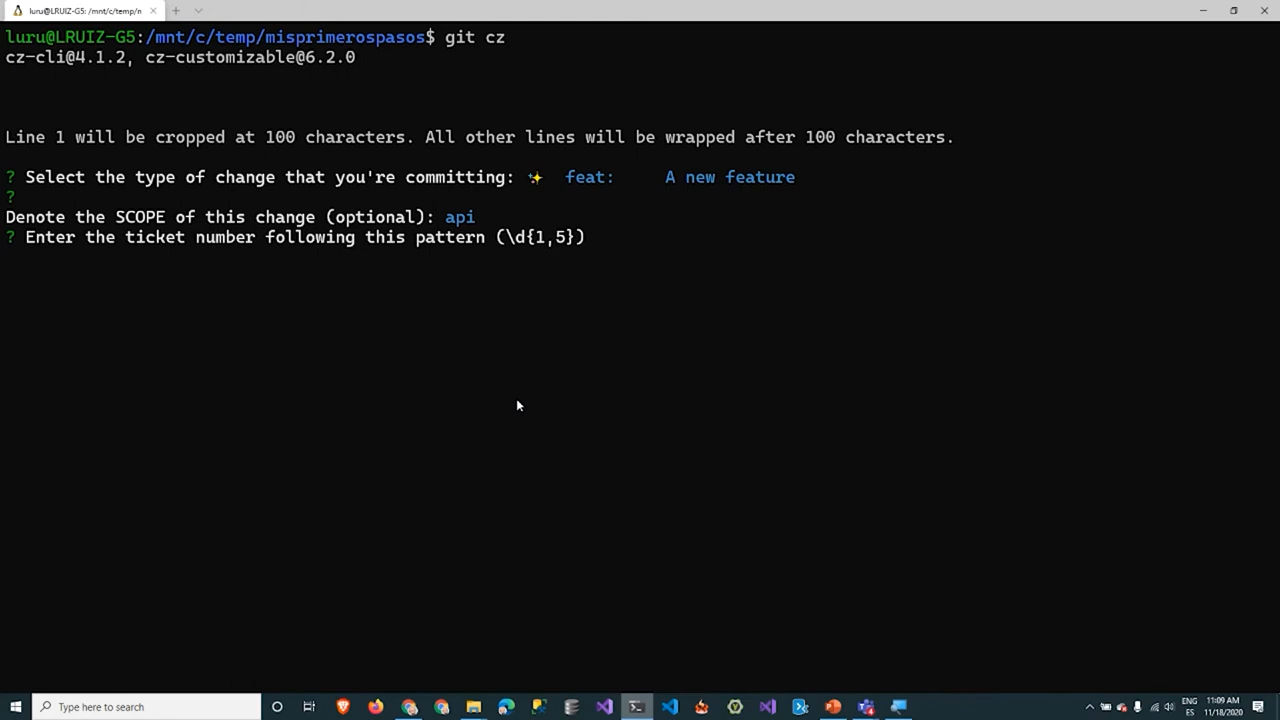 luru@LRUIZ-G5: /mnt/c/temp/n
luru@LRUIZ-G5:/mnt/c/temp/misprimerospasos$ git cz
cz-cli@4.1.2, cz-customizable@6.2.0
Line 1 will be cropped at 100 characters. All other lines will be wrapped after 100 characters.
? Select the type of change that you're committing: ✨ feat: A new feature
?
Denote the SCOPE of this change (optional): api
? Enter the ticket number following this pattern (\d{1,5})
Type here to search
ENG
ES
11:09 AM
11/18/2020